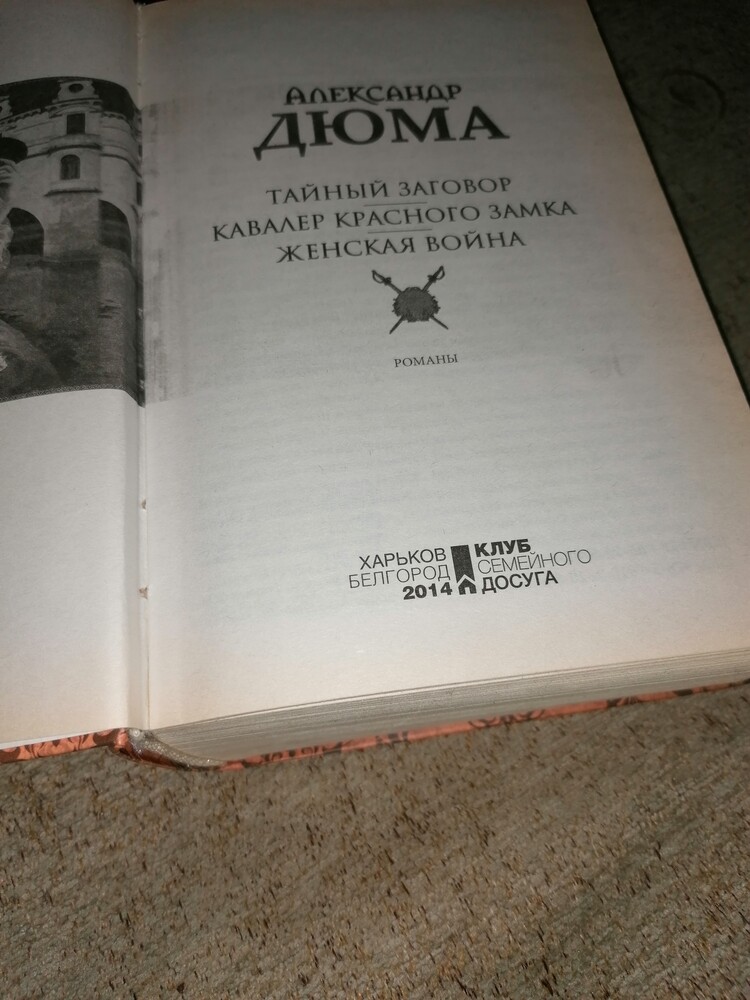 АЛЕКСАНДР
ДЮМА
ТАЙНЫЙ ЗАГОВОР
КАВАЛЕР КРАСНОГО ЗАМКА
ЖЕНСКАЯ ВОЙНА
РОМАНЫ
ХАРЬКОВ
БЕЛГОРОД
2014
КЛУБ
СЕМЕЙНОГО
ДОСУГА